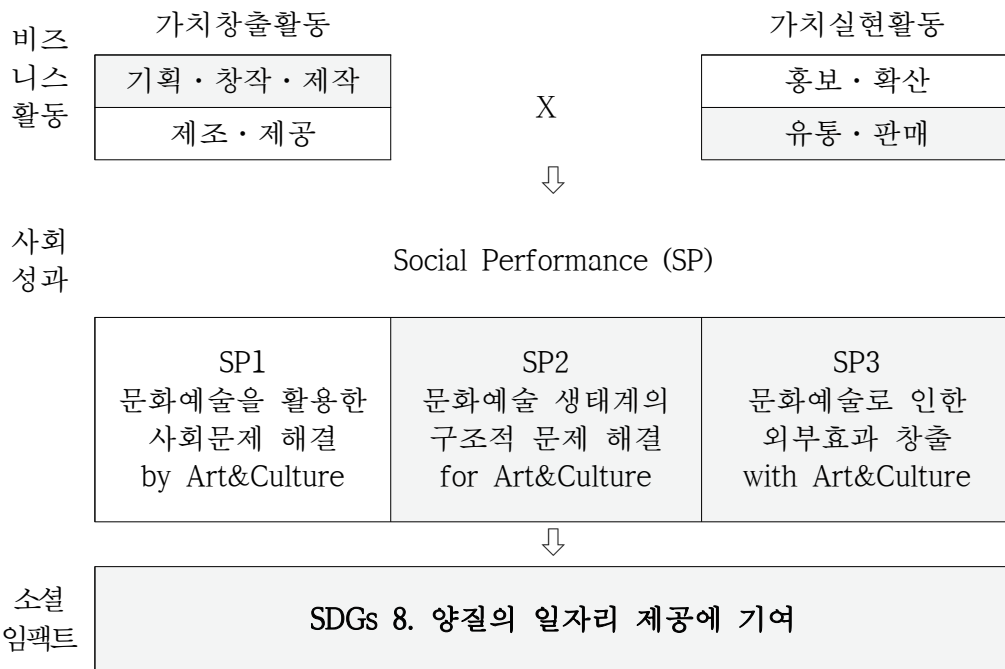 비즈
니스
활동
가치창출활동
가치실현활동
기획・창작・제작
제조・제공
X
홍보・확산
유통・판매
⇩
사회
성과
Social Performance (SP)
SP1
문화예술을 활용한
사회문제 해결
by Art&Culture
SP2
문화예술 생태계의
구조적 문제 해결
for Art&Culture
SP3
문화예술로 인한
외부효과 창출
with Art&Culture
⇩
소셜
임팩트
SDGs 8. 양질의 일자리 제공에 기여